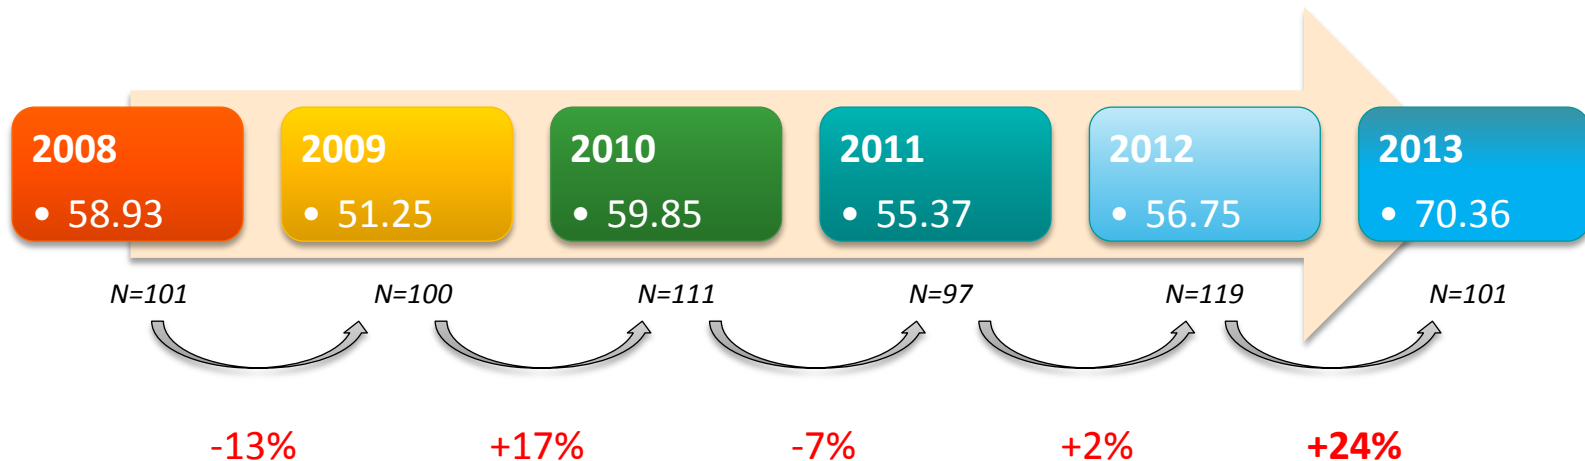 2008
• 58.93
2009
• 51.25
2010
• 59.85
2011
• 55.37
2012
• 56.75
2013
• 70.36
N=101
N=100
N=111
N=97
N=119
N=101
-13%
+17%
-7%
+2%
+24%